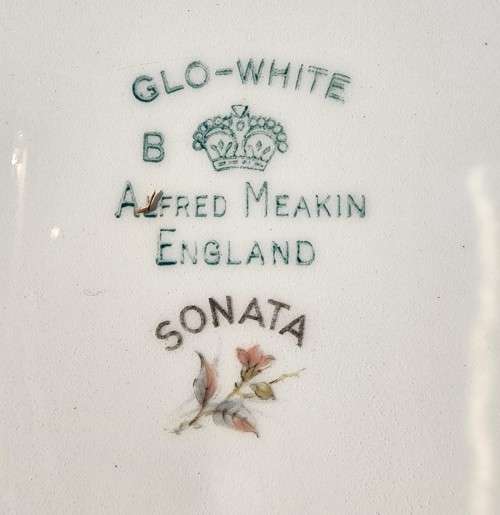 GLO-WHITE
B
ALFRED MEAKIN
ENGLAND
SONATA